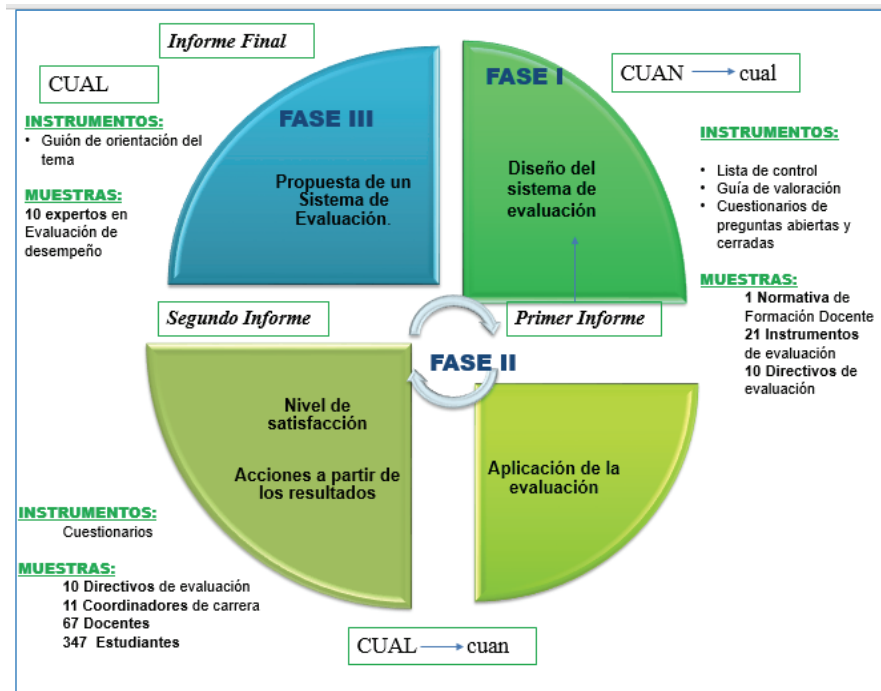 Informe Final
CUAL
INSTRUMENTOS:
• Guión de orientación del
tema
MUESTRAS:
10 expertos en
Evaluación de
desempeño
FASE III
Propuesta de un
Sistema de
Evaluación.
FASE I
Diseño del
sistema de
evaluación
CUAN → cual
INSTRUMENTOS:
• Lista de control
• Guía de valoración
• Cuestionarios de
preguntas abiertas y
cerradas
MUESTRAS:
1 Normativa de
Formación Docente
21 Instrumentos
de evaluación
10 Directivos de
evaluación
Segundo Informe
Primer Informe
FASE II
Nivel de
satisfacción
Acciones a partir de
los resultados
Aplicación de la
evaluación
INSTRUMENTOS:
Cuestionarios
MUESTRAS:
10 Directivos de evaluación
11 Coordinadores de carrera
67 Docentes
347 Estudiantes
CUAL → cuan